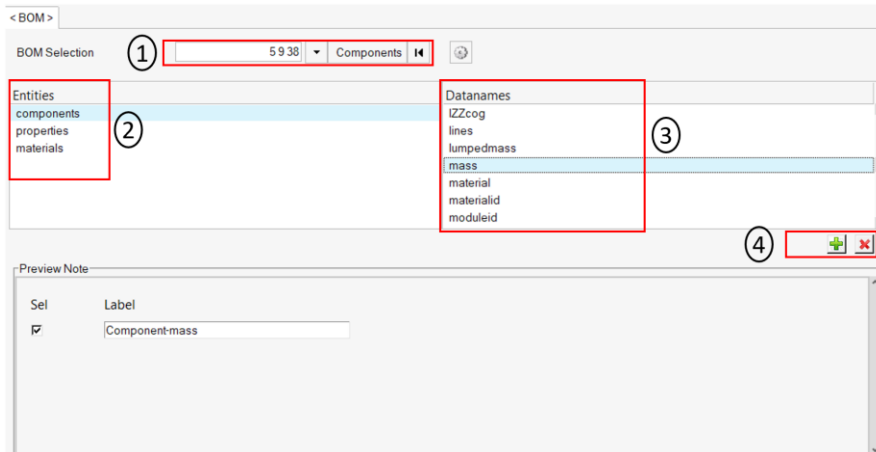 < BOM >
BOM Selection
1
5 9 38
Components
Entities
components
properties
materials
2
Datanames
IZZcog
lines
lumpedmass
mass
material
materialid
moduleid
3
4
Preview Note
Sel
Label
Component-mass